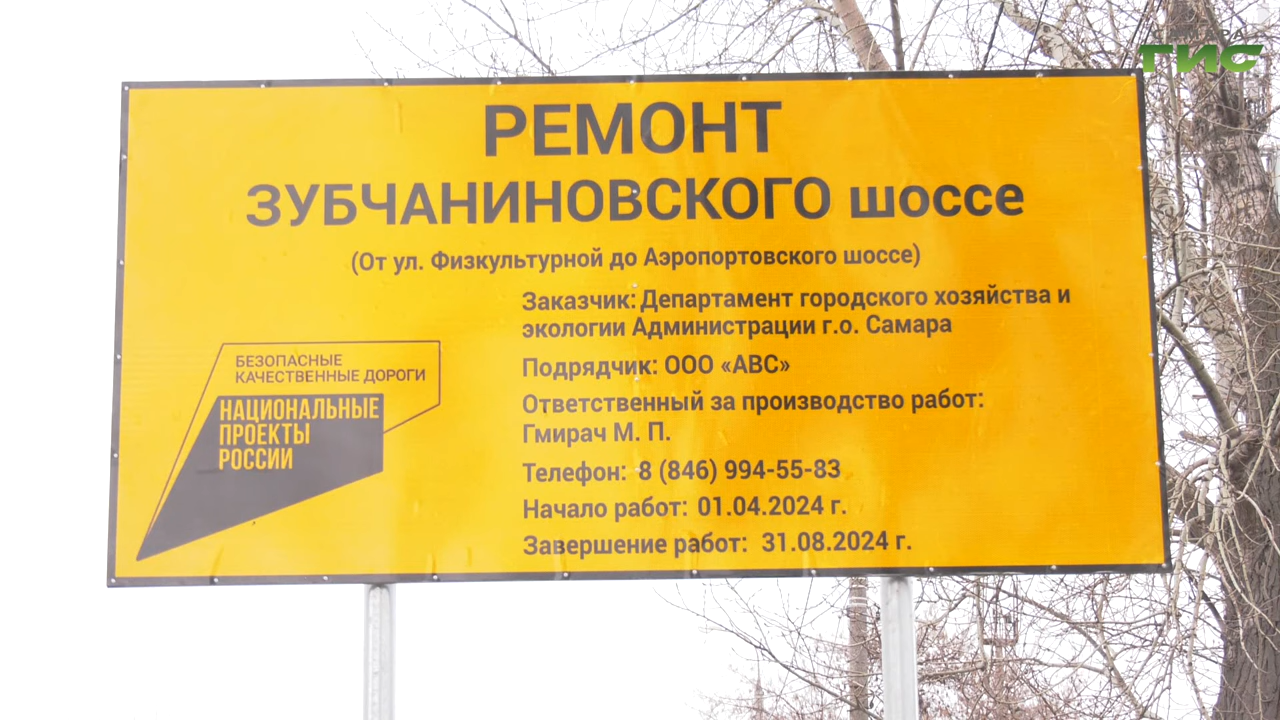 САМАРА
ГИС
РЕМОНТ
ЗУБЧАНИНОВСКОГО шоссе
(От ул. Физкультурной до Аэропортовского шоссе)
Заказчик: Департамент городского хозяйства и
экологии Администрации г.о. Самара
Подрядчик: ООО «АВС»
Ответственный за производство работ:
Гмирач М. П.
Телефон: 8 (846) 994-55-83
Начало работ: 01.04.2024 г.
Завершение работ: 31.08.2024 г.
БЕЗОПАСНЫЕ
КАЧЕСТВЕННЫЕ ДОРОГИ
НАЦИОНАЛЬНЫЕ
ПРОЕКТЫ
РОССИИ